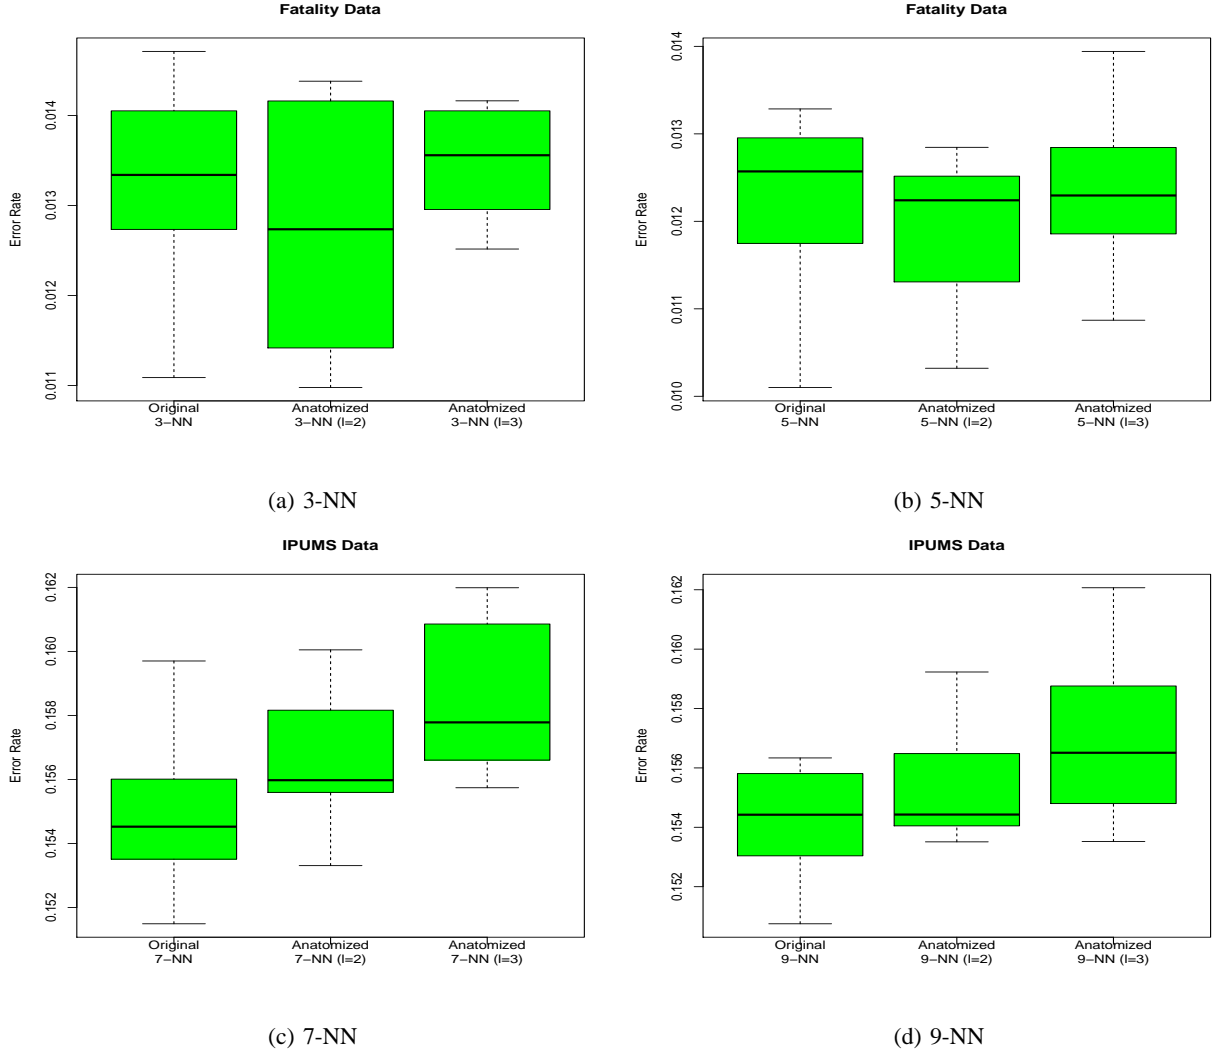 Fatality Data
Error Rate
0.014
0.013
0.012
0.011
Original Anatomized Anatomized
3−NN 3−NN (l=2) 3−NN (l=3)
(a) 3-NN
Fatality Data
Error Rate
0.014
0.013
0.012
0.011
0.010
Original Anatomized Anatomized
5−NN 5−NN (l=2) 5−NN (l=3)
(b) 5-NN
IPUMS Data
Error Rate
0.162
0.160
0.158
0.156
0.154
0.152
Original Anatomized Anatomized
7−NN 7−NN (l=2) 7−NN (l=3)
(c) 7-NN
IPUMS Data
Error Rate
0.162
0.160
0.158
0.156
0.154
0.152
Original Anatomized Anatomized
9−NN 9−NN (l=2) 9−NN (l=3)
(d) 9-NN